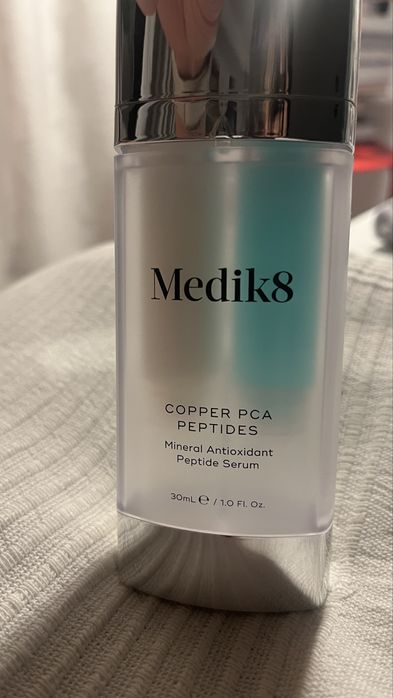 Medik8
COPPER PCA
PEPTIDES
Mineral Antioxidant
Peptide Serum
30mL ℮ / 1.0 Fl. Oz.